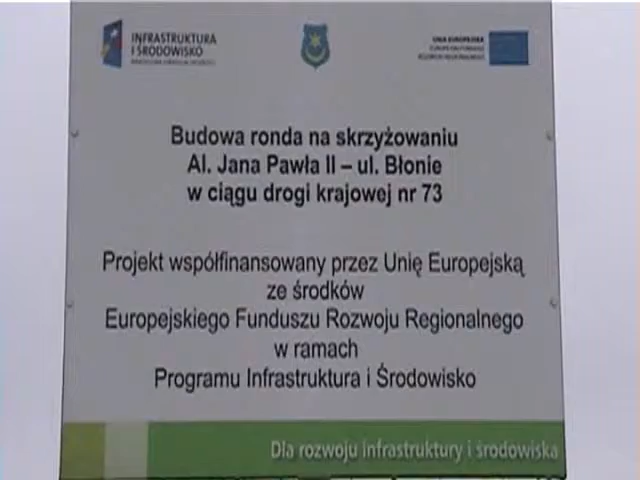 INFRASTRUKTURA
I ŚRODOWISKO
UNIA EUROPEJSKA
Budowa ronda na skrzyżowaniu
Al. Jana Pawła II – ul. Błonie
w ciągu drogi krajowej nr 73
Projekt współfinansowany przez Unię Europejską
ze środków
Europejskiego Funduszu Rozwoju Regionalnego
w ramach
Programu Infrastruktura i Środowisko
Dla rozwoju infrastruktury i środowiska